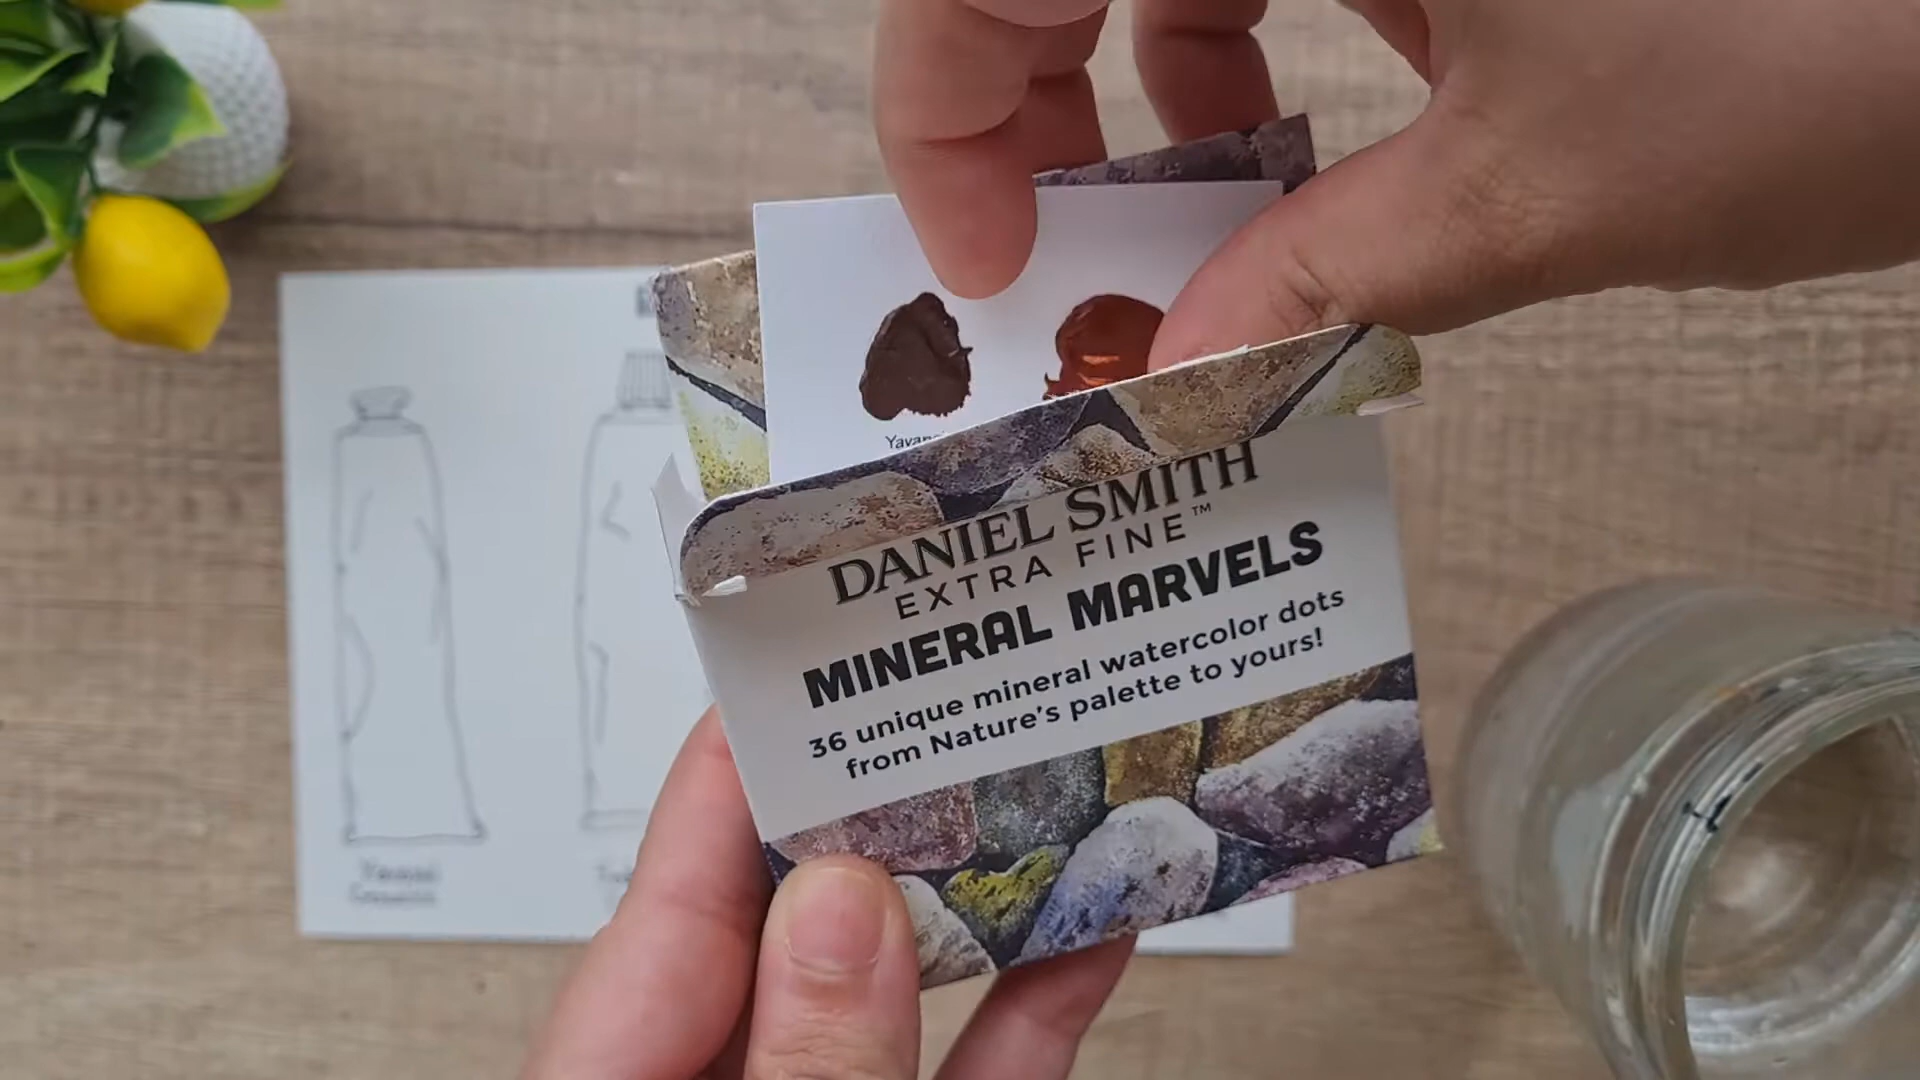 DANIEL SMITH
EXTRA FINE™
MINERAL MARVELS
36 unique mineral watercolor dots
from Nature's palette to yours!